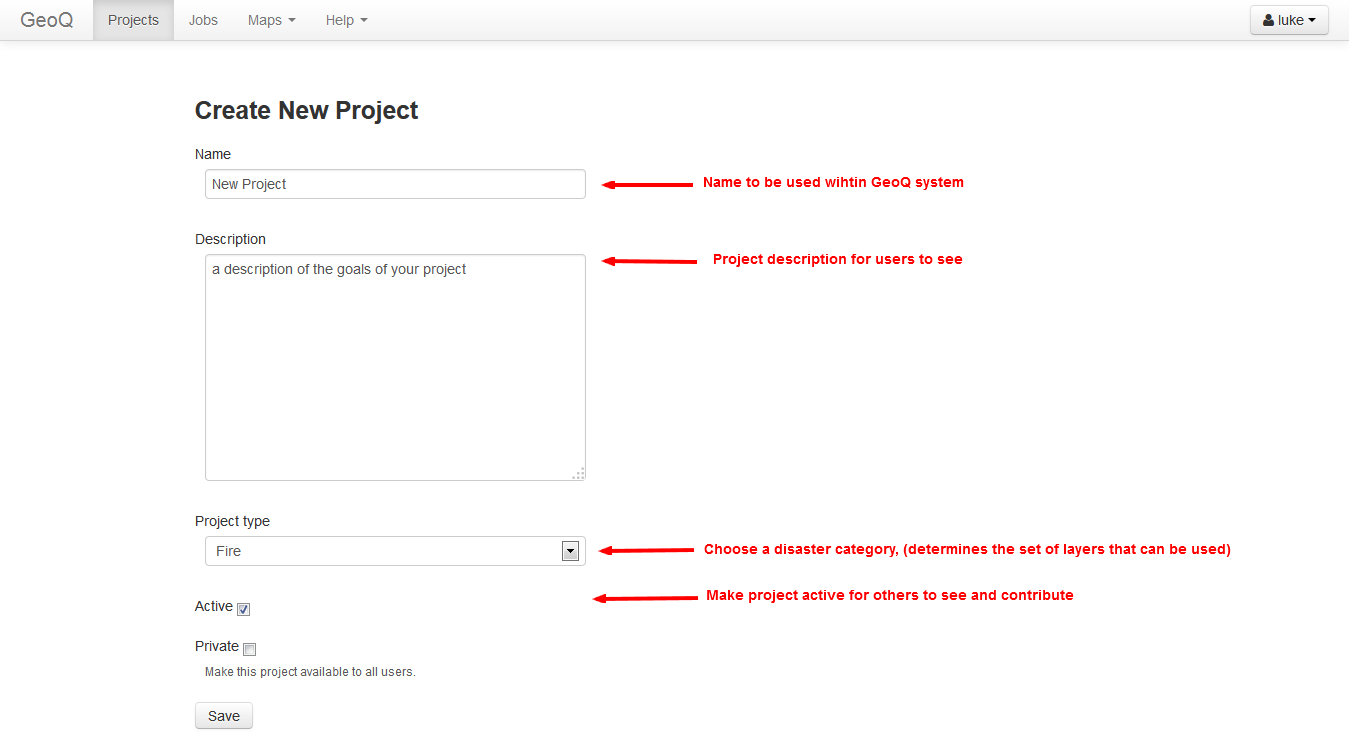 GeoQ Projects Jobs Maps Help luke
Create New Project
Name
New Project
Name to be used wihtin GeoQ system
Description
a description of the goals of your project
Project description for users to see
Project type
Fire
Choose a disaster category, (determines the set of layers that can be used)
Active
Make project active for others to see and contribute
Private
Make this project available to all users.
Save